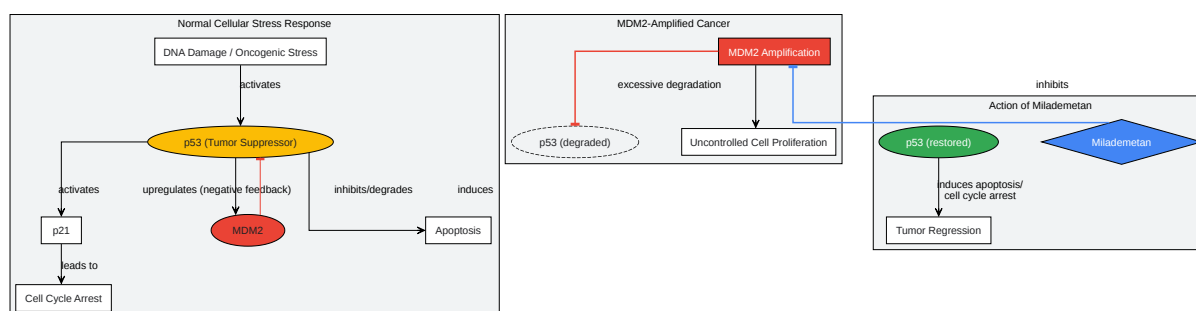 Normal Cellular Stress Response
DNA Damage / Oncogenic Stress
activates
p53 (Tumor Suppressor)
activates
upregulates (negative feedback)
inhibits/degrades
induces
p21
MDM2
Apoptosis
leads to
Cell Cycle Arrest
MDM2-Amplified Cancer
MDM2 Amplification
excessive degradation
p53 (degraded)
Uncontrolled Cell Proliferation
inhibits
Action of Milademetan
p53 (restored)
Milademetan
induces apoptosis/
cell cycle arrest
Tumor Regression